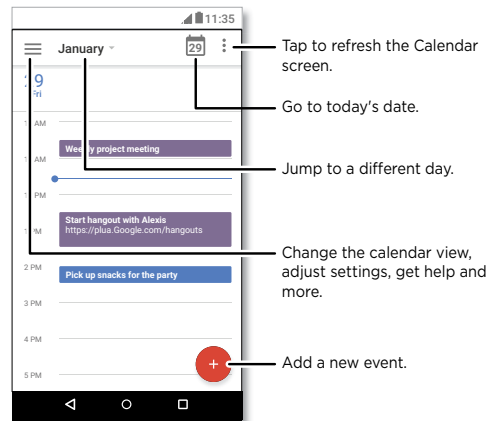 11:35
January
29
Tap to refresh the Calendar
screen.
29
Fri
Go to today's date.
AM
Weekly project meeting
AM
Jump to a different day.
PM
Start hangout with Alexis
https://plua.Google.com/hangouts
PM
Change the calendar view,
adjust settings, get help and
more.
2 PM
Pick up snacks for the party
3 PM
4 PM
+
Add a new event.
5 PM